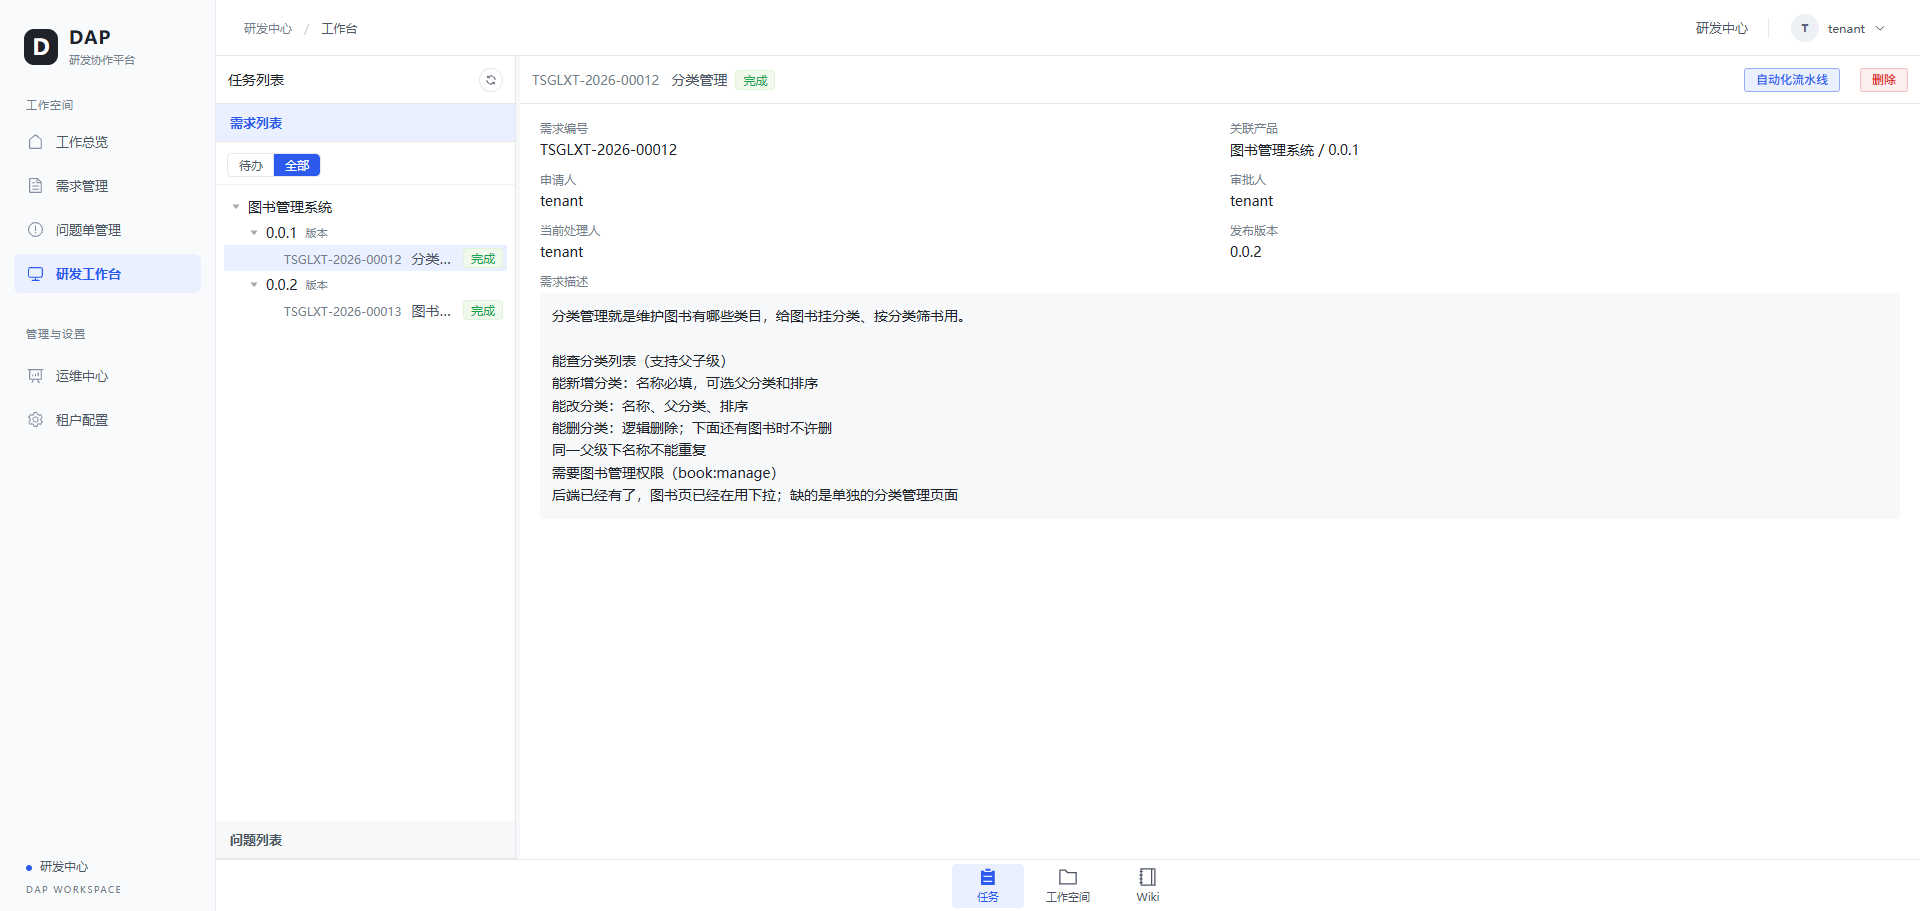 D
DAP
研发协作平台
工作空间
工作总览
需求管理
问题单管理
研发工作台
管理与设置
运维中心
租户配置
研发中心
DAP WORKSPACE
研发中心 / 工作台
研发中心
T
tenant
任务列表
需求列表
待办
全部
图书管理系统
0.0.1 版本
TSGLXT-2026-00012 分类... 完成
0.0.2 版本
TSGLXT-2026-00013 图书... 完成
问题列表
TSGLXT-2026-00012 分类管理 完成
自动化流水线
删除
需求编号
TSGLXT-2026-00012
关联产品
图书管理系统 / 0.0.1
申请人
tenant
审批人
tenant
当前处理人
tenant
发布版本
0.0.2
需求描述
分类管理就是维护图书有哪些类目，给图书挂分类、按分类筛书用。
能查分类列表（支持父子级）
能新增分类：名称必填，可选父分类和排序
能改分类：名称、父分类、排序
能删分类：逻辑删除；下面还有图书时不许删
同一父级下名称不能重复
需要图书管理权限（book:manage）
后端已经有了，图书页已经在用下拉；缺的是单独的分类管理页面
任务
工作空间
Wiki